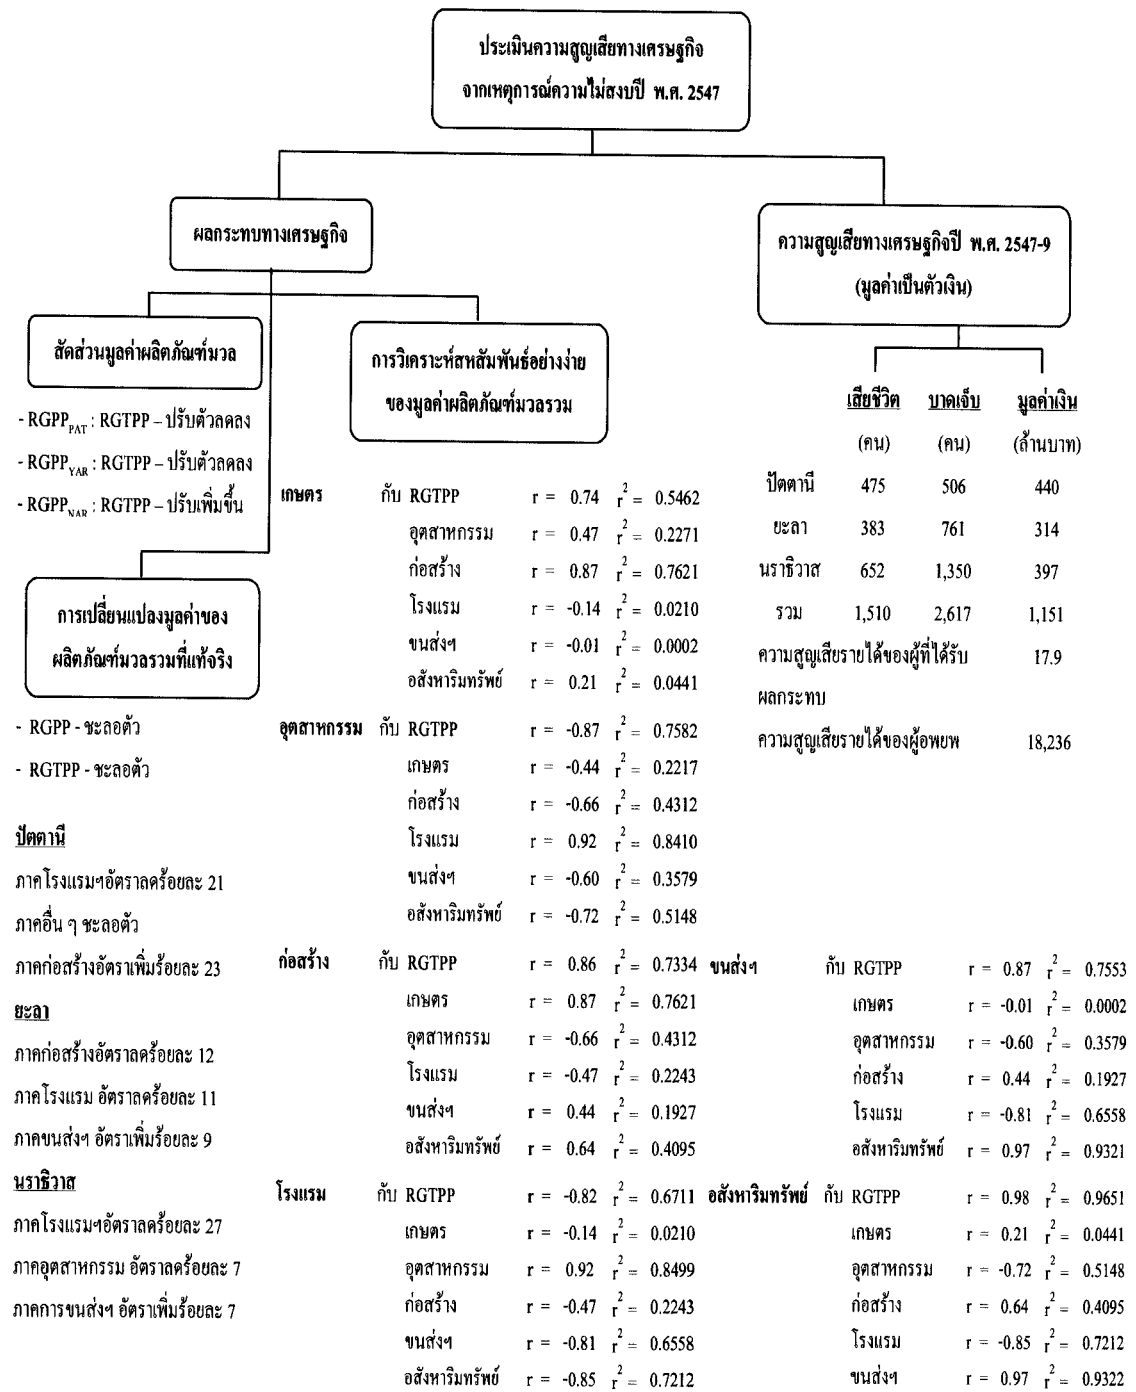 ประเมินความสูญเสียทางเศรษฐกิจ
จากเหตุการณ์ความไม่สงบปี พ.ศ. 2547
ผลกระทบทางเศรษฐกิจ
สัดส่วนมูลค่าผลิตภัณฑ์มวล
- RGPP PAT : RGTPP – ปรับตัวลดลง
- RGPP YAR : RGTPP – ปรับตัวลดลง
- RGPP NAR : RGTPP – ปรับเพิ่มขึ้น
การเปลี่ยนแปลงมูลค่าของ
ผลิตภัณฑ์มวลรวมที่แท้จริง
- RGPP - ชะลอตัว
- RGTPP - ชะลอตัว
ปัตตานี
ภาคโรงแรมฯอัตราลดร้อยละ 21
ภาคอื่น ๆ ชะลอตัว
ภาคก่อสร้างอัตราเพิ่มร้อยละ 23
ยะลา
ภาคก่อสร้างอัตราลดร้อยละ 12
ภาคโรงแรม อัตราลดร้อยละ 11
ภาคขนส่งฯ อัตราเพิ่มร้อยละ 9
นราธิวาส
ภาคโรงแรมฯอัตราลดร้อยละ 27
ภาคอุตสาหกรรม อัตราลดร้อยละ 7
ภาคการขนส่งฯ อัตราเพิ่มร้อยละ 7
การวิเคราะห์สหสัมพันธ์อย่างง่าย
ของมูลค่าผลิตภัณฑ์มวลรวม
เกษตร กับ RGTPP r = 0.74 r² = 0.5462
อุตสาหกรรม r = 0.47 r² = 0.2271
ก่อสร้าง r = 0.87 r² = 0.7621
โรงแรม r = -0.14 r² = 0.0210
ขนส่งฯ r = -0.01 r² = 0.0002
อสังหาริมทรัพย์ r = 0.21 r² = 0.0441
อุตสาหกรรม กับ RGTPP r = -0.87 r² = 0.7582
เกษตร r = -0.44 r² = 0.2217
ก่อสร้าง r = -0.66 r² = 0.4312
โรงแรม r = 0.92 r² = 0.8410
ขนส่งฯ r = -0.60 r² = 0.3579
อสังหาริมทรัพย์ r = -0.72 r² = 0.5148
ก่อสร้าง กับ RGTPP r = 0.86 r² = 0.7334
เกษตร r = 0.87 r² = 0.7621
อุตสาหกรรม r = -0.66 r² = 0.4312
โรงแรม r = -0.47 r² = 0.2243
ขนส่งฯ r = 0.44 r² = 0.1927
อสังหาริมทรัพย์ r = 0.64 r² = 0.4095
โรงแรม กับ RGTPP r = -0.82 r² = 0.6711
เกษตร r = -0.14 r² = 0.0210
อุตสาหกรรม r = 0.92 r² = 0.8499
ก่อสร้าง r = -0.47 r² = 0.2243
ขนส่งฯ r = -0.81 r² = 0.6558
อสังหาริมทรัพย์ r = -0.85 r² = 0.7212
ความสูญเสียทางเศรษฐกิจปี พ.ศ. 2547-9
(มูลค่าเป็นตัวเงิน)
เสียชีวิต บาดเจ็บ มูลค่าเงิน
(คน) (คน) (ล้านบาท)
ปัตตานี 475 506 440
ยะลา 383 761 314
นราธิวาส 652 1,350 397
รวม 1,510 2,617 1,151
ความสูญเสียรายได้ของผู้ที่ได้รับ 17.9
ผลกระทบ
ความสูญเสียรายได้ของผู้อพยพ 18,236
ขนส่งฯ กับ RGTPP r = 0.87 r² = 0.7553
เกษตร r = -0.01 r² = 0.0002
อุตสาหกรรม r = -0.60 r² = 0.3579
ก่อสร้าง r = 0.44 r² = 0.1927
โรงแรม r = -0.81 r² = 0.6558
อสังหาริมทรัพย์ r = 0.97 r² = 0.9321
อสังหาริมทรัพย์ กับ RGTPP r = 0.98 r² = 0.9651
เกษตร r = 0.21 r² = 0.0441
อุตสาหกรรม r = -0.72 r² = 0.5148
ก่อสร้าง r = 0.64 r² = 0.4095
โรงแรม r = -0.85 r² = 0.7212
ขนส่งฯ r = 0.97 r² = 0.9322